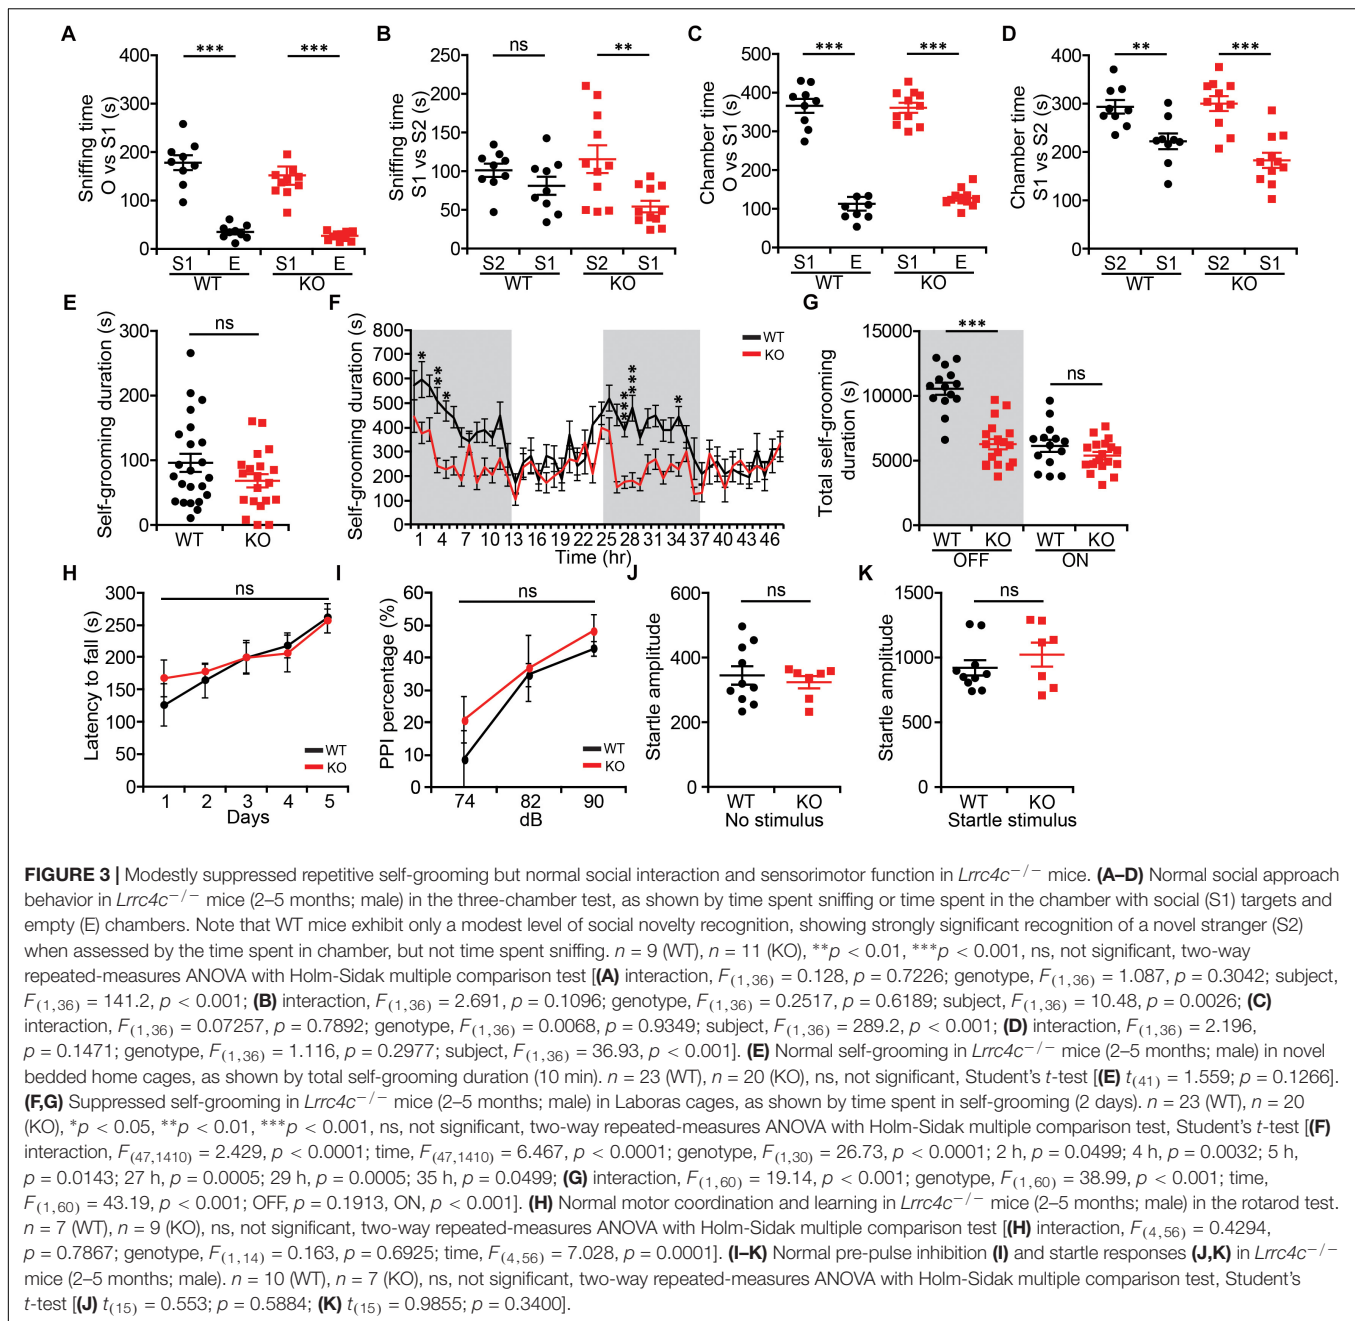 A
Sniffing time
O vs S1 (s)
400
300
200
100
0
***
***
S1
E
S1
E
WT
KO
B
Sniffing time
S1 vs S2 (s)
250
200
150
100
50
0
ns
**
S2
S1
S2
S1
WT
KO
C
Chamber time
O vs S1 (s)
500
400
300
200
100
0
***
***
S1
E
S1
E
WT
KO
D
Chamber time
S1 vs S2 (s)
400
300
200
100
0
**
***
S2
S1
S2
S1
WT
KO
E
Self-grooming duration (s)
300
200
100
0
ns
WT
KO
F
Self-grooming duration (s)
800
700
600
500
400
300
200
100
0
*
**
*
***
***
*
WT
KO
1 4 7 10 13 16 19 22 25 28 31 34 37 40 43 46
Time (hr)
G
Total self-grooming
duration (s)
15000
10000
5000
0
***
ns
WT
KO
WT
KO
OFF
ON
H
Latency to fall (s)
300
250
200
150
100
50
0
ns
WT
KO
1 2 3 4 5
Days
I
PPI percentage (%)
60
50
40
30
20
10
0
ns
WT
KO
74 82 90
dB
J
Startle amplitude
600
400
200
0
ns
WT
KO
No stimulus
K
Startle amplitude
1500
1000
500
0
ns
WT
KO
Startle stimulus
FIGURE 3 | Modestly suppressed repetitive self-grooming but normal social interaction and sensorimotor function in Lrrc4c−/− mice. (A–D) Normal social approach
behavior in Lrrc4c−/− mice (2–5 months; male) in the three-chamber test, as shown by time spent sniffing or time spent in the chamber with social (S1) targets and
empty (E) chambers. Note that WT mice exhibit only a modest level of social novelty recognition, showing strongly significant recognition of a novel stranger (S2)
when assessed by the time spent in chamber, but not time spent sniffing. n = 9 (WT), n = 11 (KO), **p < 0.01, ***p < 0.001, ns, not significant, two-way
repeated-measures ANOVA with Holm-Sidak multiple comparison test [(A) interaction, F(1,36) = 0.128, p = 0.7226; genotype, F(1,36) = 1.087, p = 0.3042; subject,
F(1,36) = 141.2, p < 0.001; (B) interaction, F(1,36) = 2.691, p = 0.1096; genotype, F(1,36) = 0.2517, p = 0.6189; subject, F(1,36) = 10.48, p = 0.0026; (C)
interaction, F(1,36) = 0.07257, p = 0.7892; genotype, F(1,36) = 0.0068, p = 0.9349; subject, F(1,36) = 289.2, p < 0.001; (D) interaction, F(1,36) = 2.196,
p = 0.1471; genotype, F(1,36) = 1.116, p = 0.2977; subject, F(1,36) = 36.93, p < 0.001]. (E) Normal self-grooming in Lrrc4c−/− mice (2–5 months; male) in novel
bedded home cages, as shown by total self-grooming duration (10 min). n = 23 (WT), n = 20 (KO), ns, not significant, Student's t-test [(E) t(41) = 1.559; p = 0.1266].
(F,G) Suppressed self-grooming in Lrrc4c−/− mice (2–5 months; male) in Laboras cages, as shown by time spent in self-grooming (2 days). n = 23 (WT), n = 20
(KO), *p < 0.05, **p < 0.01, ***p < 0.001, ns, not significant, two-way repeated-measures ANOVA with Holm-Sidak multiple comparison test, Student's t-test [(F)
interaction, F(47,1410) = 2.429, p < 0.0001; time, F(47,1410) = 6.467, p < 0.0001; genotype, F(1,30) = 26.73, p < 0.0001; 2 h, p = 0.0499; 4 h, p = 0.0032; 5 h,
p = 0.0143; 27 h, p = 0.0005; 29 h, p = 0.0005; 35 h, p = 0.0499; (G) interaction, F(1,60) = 19.14, p < 0.001; genotype, F(1,60) = 38.99, p < 0.001; time,
F(1,60) = 43.19, p < 0.001; OFF, p = 0.1913, ON, p < 0.001]. (H) Normal motor coordination and learning in Lrrc4c−/− mice (2–5 months; male) in the rotarod test.
n = 7 (WT), n = 9 (KO), ns, not significant, two-way repeated-measures ANOVA with Holm-Sidak multiple comparison test [(H) interaction, F(4,56) = 0.4294,
p = 0.7867; genotype, F(1,14) = 0.163, p = 0.6925; time, F(4,56) = 7.028, p = 0.0001]. (I–K) Normal pre-pulse inhibition (I) and startle responses (J,K) in Lrrc4c−/−
mice (2–5 months; male). n = 10 (WT), n = 7 (KO), ns, not significant, two-way repeated-measures ANOVA with Holm-Sidak multiple comparison test, Student's
t-test [(J) t(15) = 0.553; p = 0.5884; (K) t(15) = 0.9855; p = 0.3400].